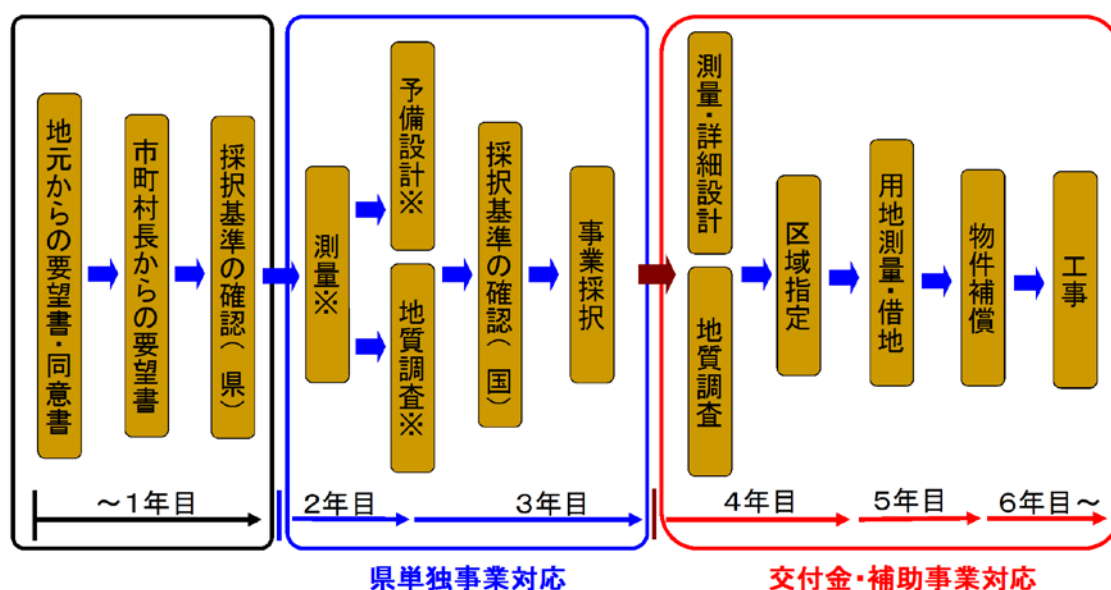 地元からの要望書・同意書
市町村長からの要望書
採択基準の確認(県)
測量※
予備設計※
地質調査※
採択基準の確認(国)
事業採択
測量・詳細設計
地質調査
区域指定
用地測量・借地
物件補償
工事
~1年目
2年目
3年目
4年目
5年目
6年目~
県単独事業対応
交付金・補助事業対応